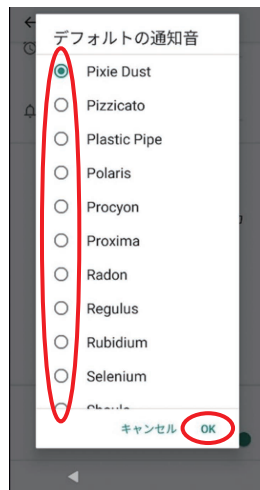 デフォルトの通知音
Pixie Dust
Pizzicato
Plastic Pipe
Polaris
Procyon
Proxima
Radon
Regulus
Rubidium
Selenium
キャンセル OK